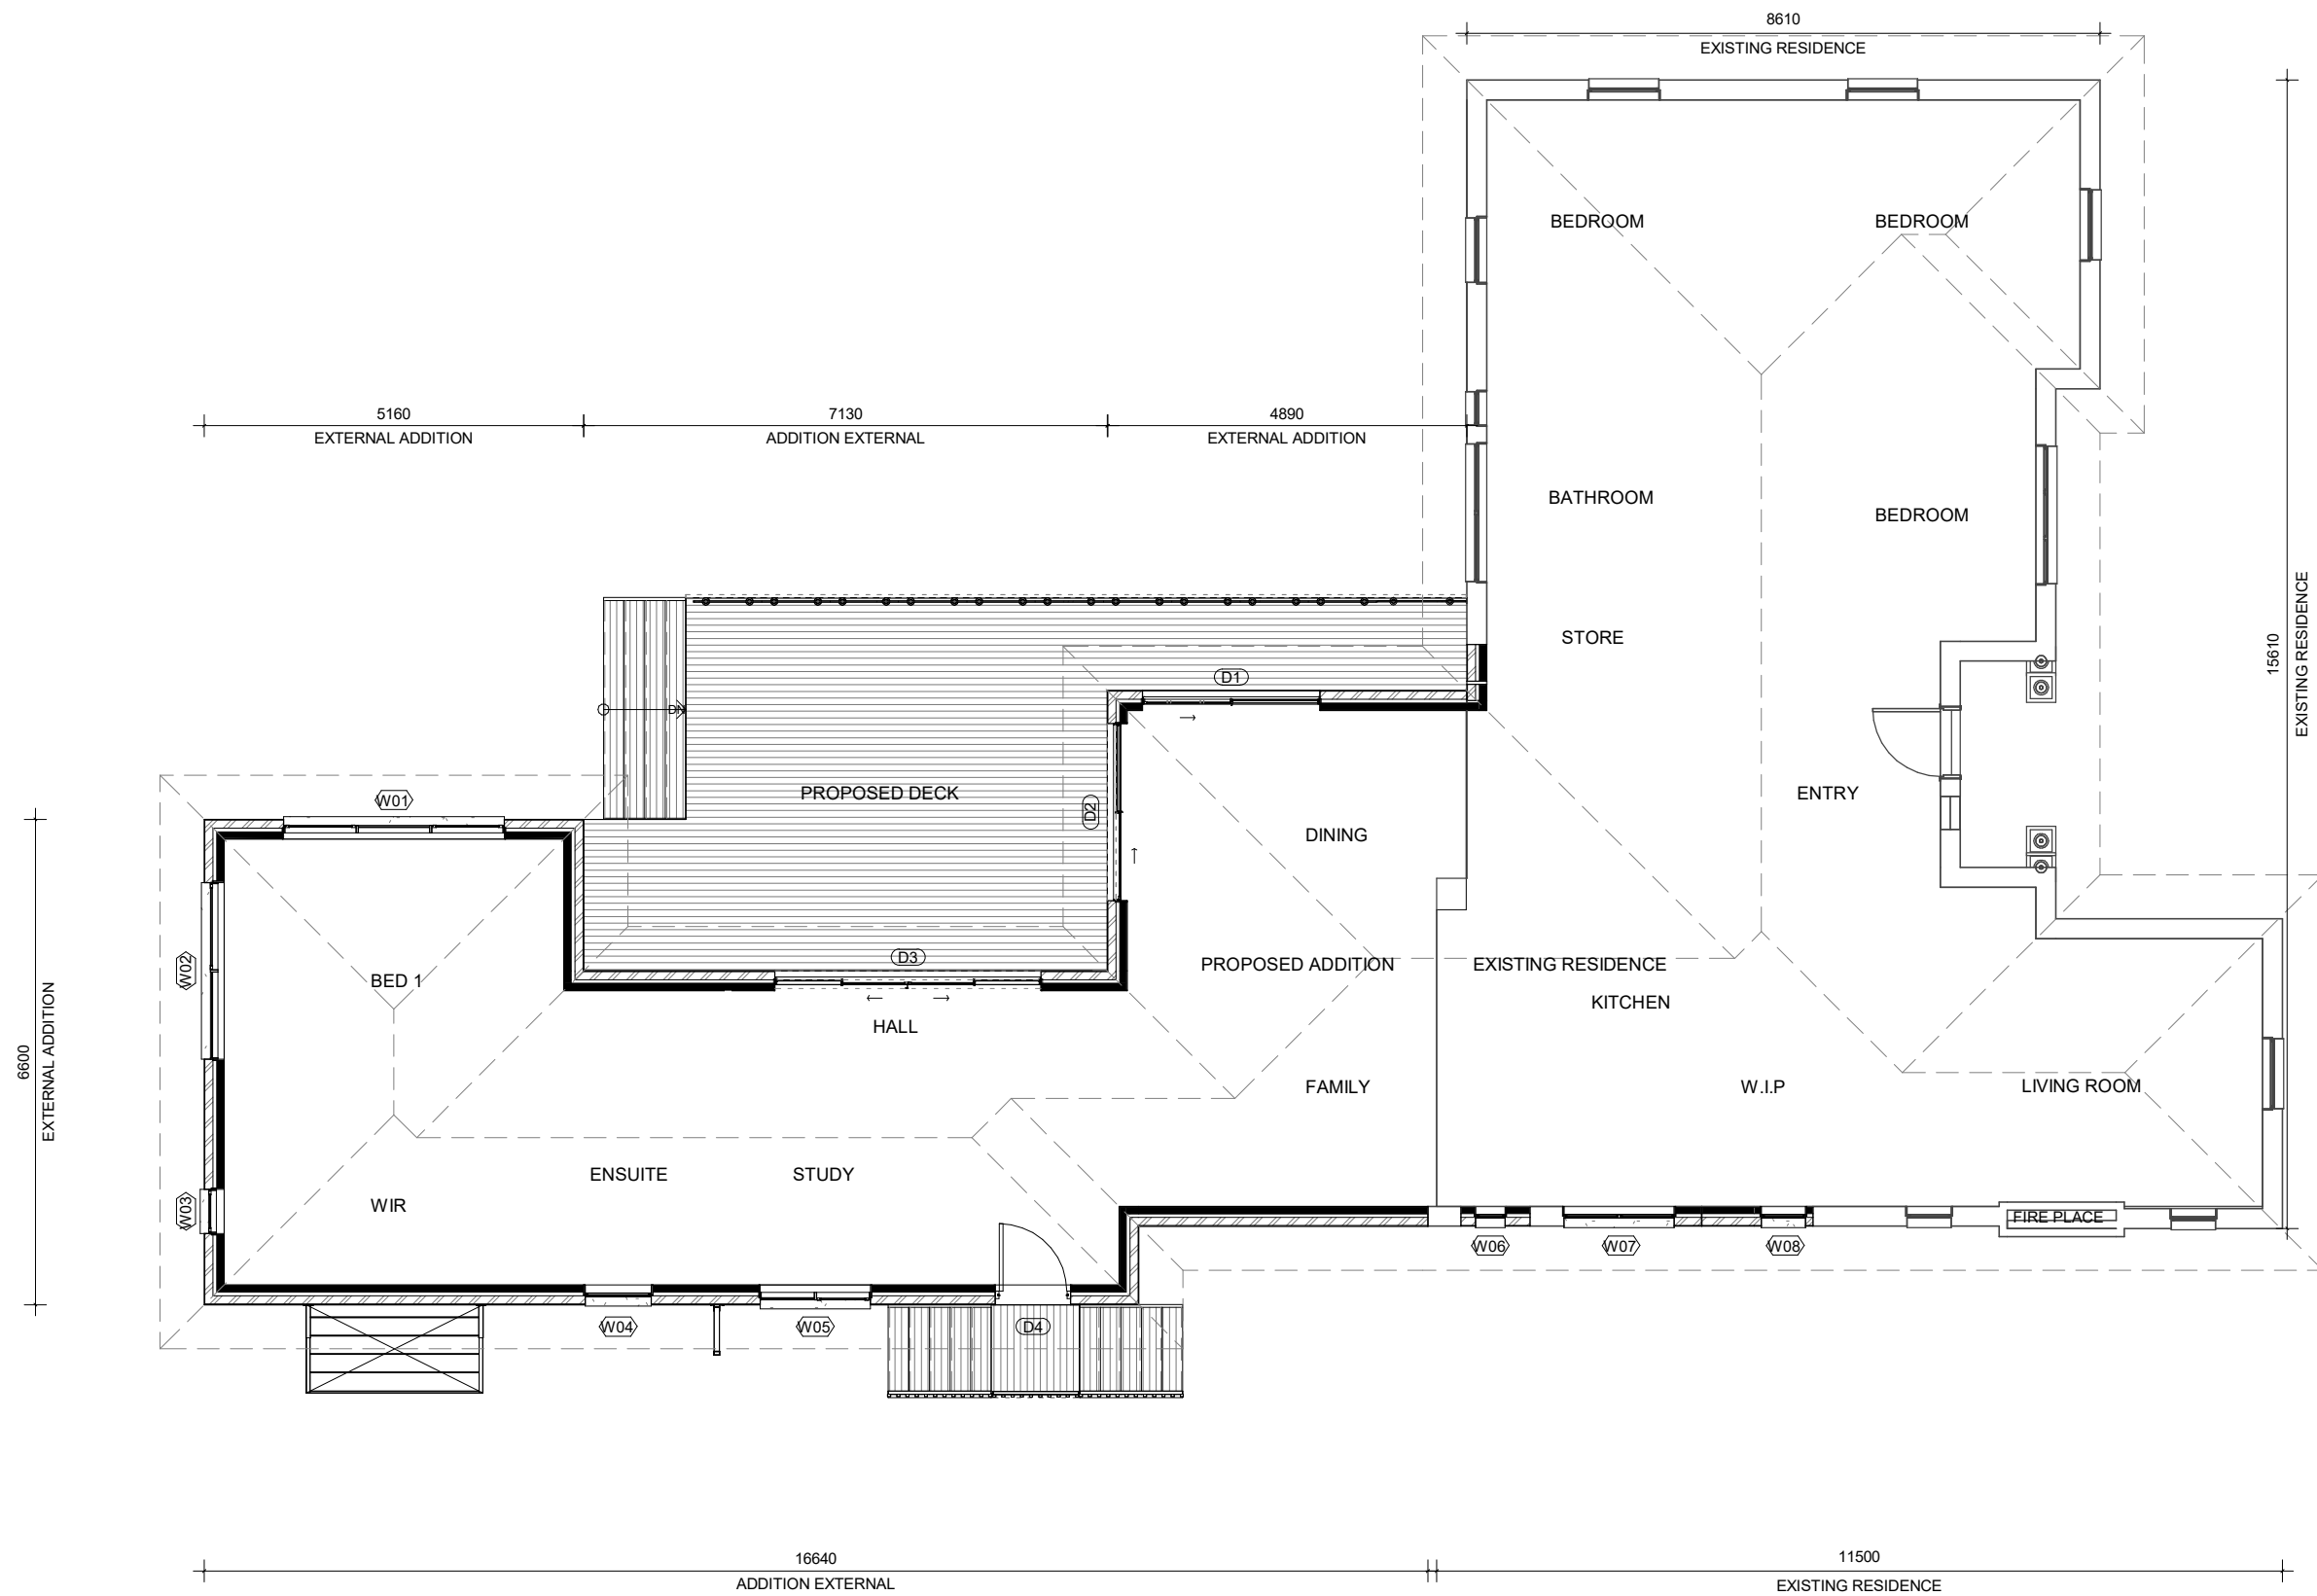 8610
EXISTING RESIDENCE
BEDROOM
BEDROOM
5160
7130
4890
EXTERNAL ADDITION
ADDITION EXTERNAL
EXTERNAL ADDITION
BATHROOM
BEDROOM
STORE
15610
EXISTING RESIDENCE
D1
DN
PROPOSED DECK
D2
ENTRY
W01
DINING
D3
PROPOSED ADDITION
EXISTING RESIDENCE
W02
BED 1
KITCHEN
HALL
6600
EXTERNAL ADDITION
FAMILY
W.I.P
LIVING ROOM
ENSUITE
STUDY
WIR
W03
FIRE PLACE
W06
W07
W08
W04
W05
D4
16640
ADDITION EXTERNAL
11500
EXISTING RESIDENCE